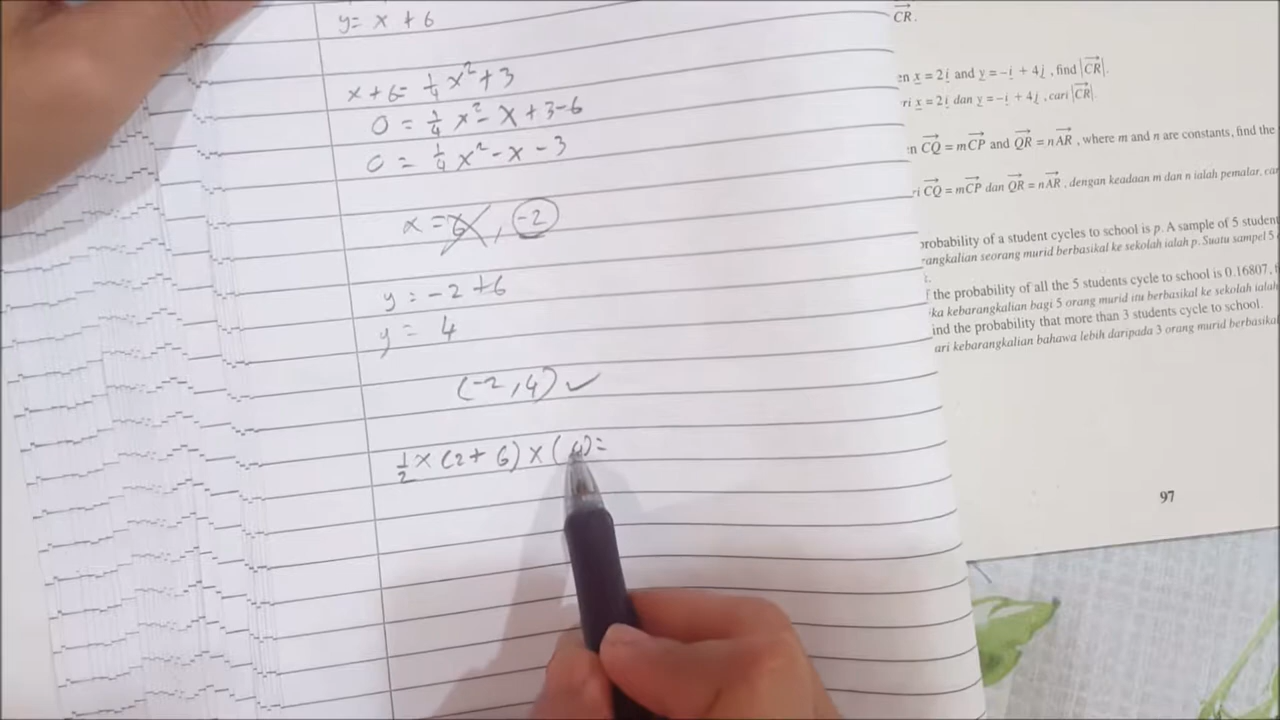 y = x + 6
x + 6 = 1/4 x² + 3
0 = 1/4 x² - x + 3 - 6
0 = 1/4 x² - x - 3
x = 6, -2
y = -2 + 6
y = 4
(-2, 4) ✓
1/2 × (2 + 6) × (4) =
CR.
en x = 2i and y = -i + 4j, find |CR|.
ri x = 2i dan y = -i + 4j, cari |CR|.
n CQ = mCP and QR = nAR, where m and n are constants, find the
ri CQ = mCP dan QR = nAR, dengan keadaan m dan n ialah pemalar, car
probability of a student cycles to school is p. A sample of 5 student
rangkalian seorang murid berbasikal ke sekolah ialah p. Suatu sampel 5
f the probability of all the 5 students cycle to school is 0.16807,
ka kebarangkalian bagi 5 orang murid ini berbasikal ke sekolah ialah
ind the probability that more than 3 students cycle to school.
ari kebarangkalian bahawa lebih daripada 3 orang murid berbasikal
97